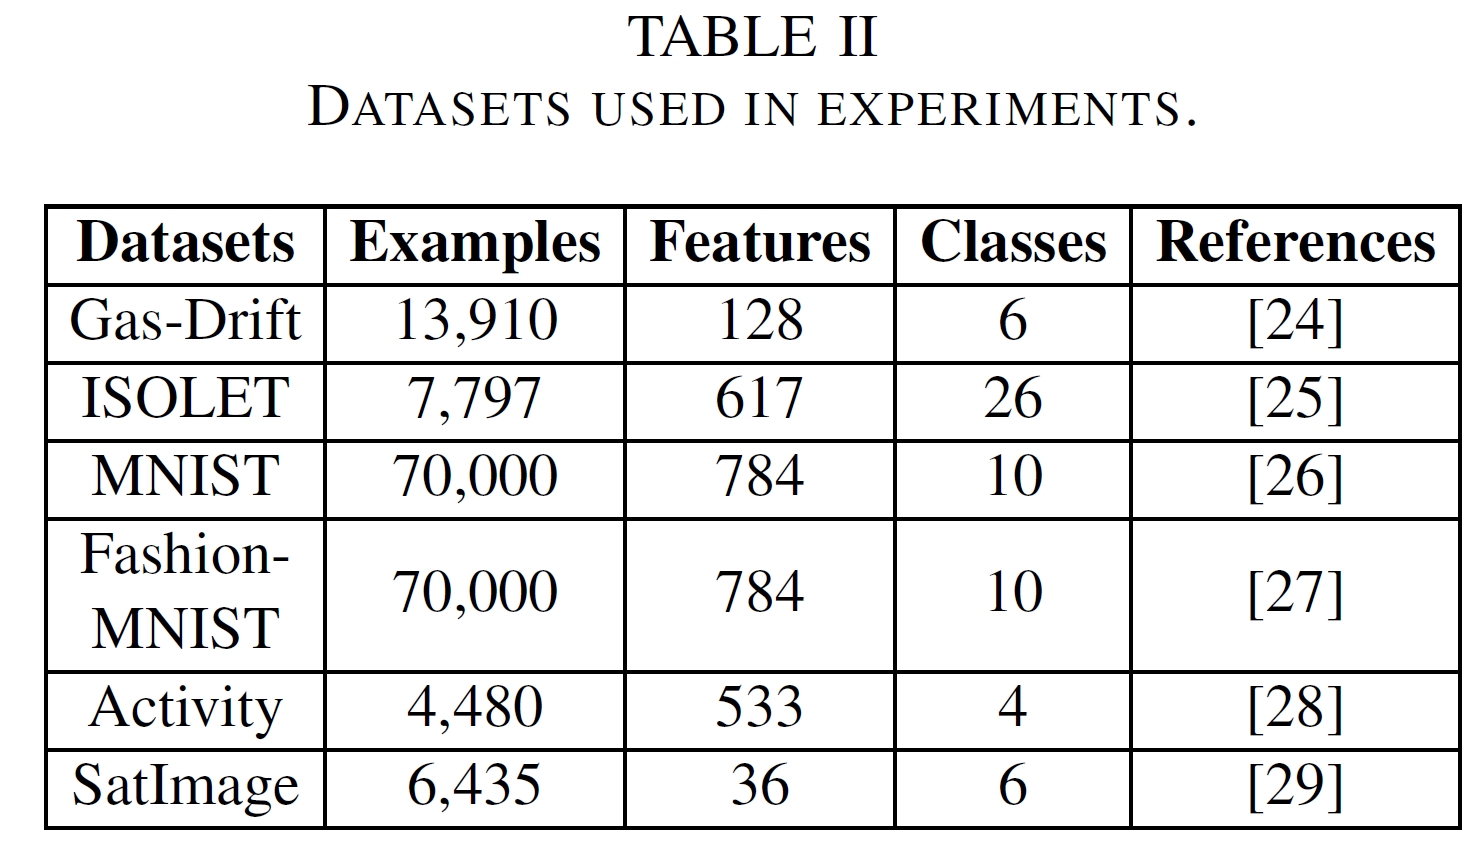 TABLE II
DATASETS USED IN EXPERIMENTS.
Datasets Examples Features Classes References
Gas-Drift 13,910 128 6 [24]
ISOLET 7,797 617 26 [25]
MNIST 70,000 784 10 [26]
Fashion-
MNIST 70,000 784 10 [27]
Activity 4,480 533 4 [28]
SatImage 6,435 36 6 [29]